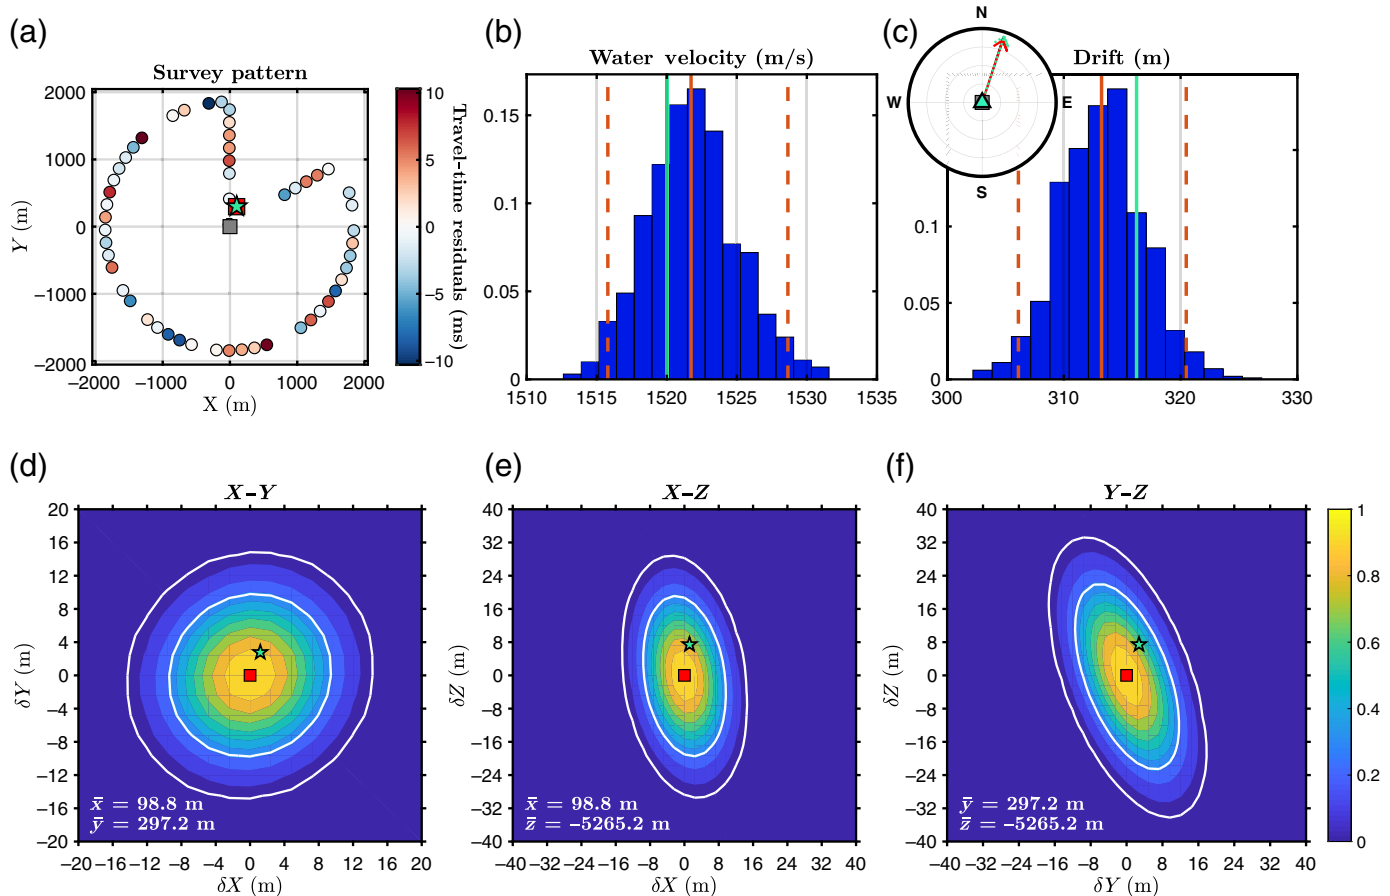 (a)
Survey pattern
2000
1000
0
−1000
−2000
Y (m)
−2000 −1000 0 1000 2000
X (m)
10
5
0
−5
−10
Travel-time residuals (ms)
(b)
Water velocity (m/s)
0.15
0.1
0.05
0
1510 1515 1520 1525 1530 1535
(c)
Drift (m)
N
W
E
S
0.1
0.05
0
300 310 320 330
(d)
X–Y
20
16
12
8
4
0
−4
−8
−12
−16
−20
δY (m)
x̄ = 98.8 m
ȳ = 297.2 m
−20 −16 −12 −8 −4 0 4 8 12 16 20
δX (m)
(e)
X–Z
40
32
24
16
8
0
−8
−16
−24
−32
−40
δZ (m)
x̄ = 98.8 m
z̄ = –5265.2 m
−40 −32 −24 −16 −8 0 8 16 24 32 40
δX (m)
(f)
Y–Z
40
32
24
16
8
0
−8
−16
−24
−32
−40
δZ (m)
ȳ = 297.2 m
z̄ = –5265.2 m
−40 −32 −24 −16 −8 0 8 16 24 32 40
δY (m)
1
0.8
0.6
0.4
0.2
0